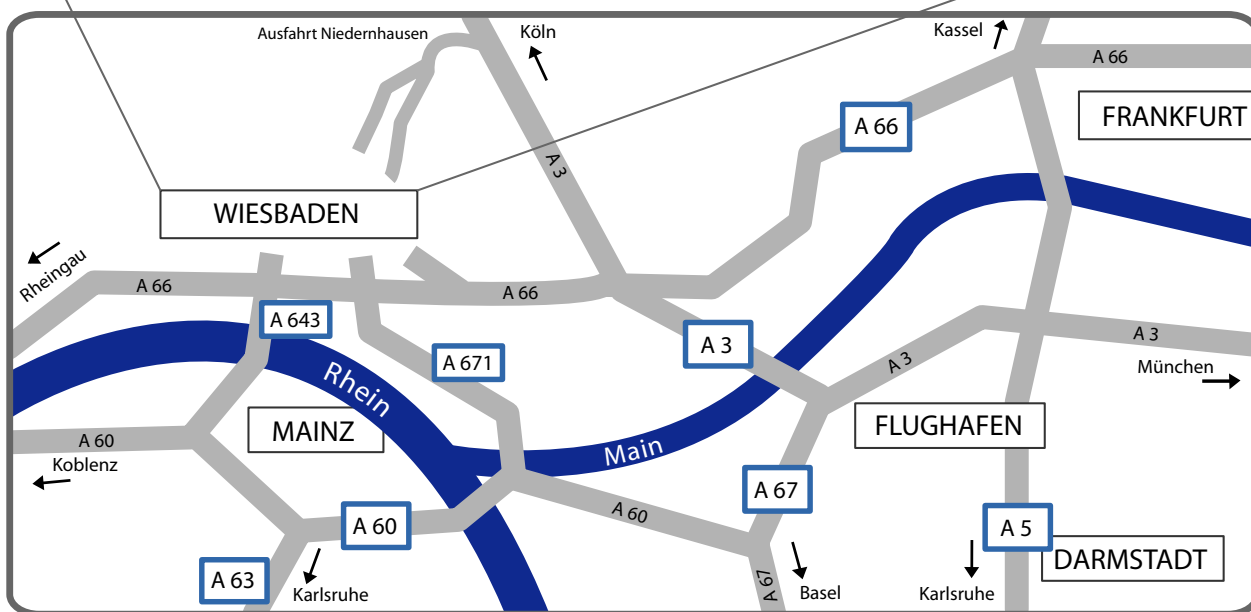 Ausfahrt Niedernhausen
Köln
Kassel
A 66
FRANKFURT
A 66
A 3
WIESBADEN
Rheingau
A 66
A 66
A 643
A 671
A 3
A 3
A 3
München
Rhein
MAINZ
Main
FLUGHAFEN
A 60
Koblenz
A 67
A 60
A 60
A 5
DARMSTADT
A 63
Karlsruhe
A 67
Basel
Karlsruhe